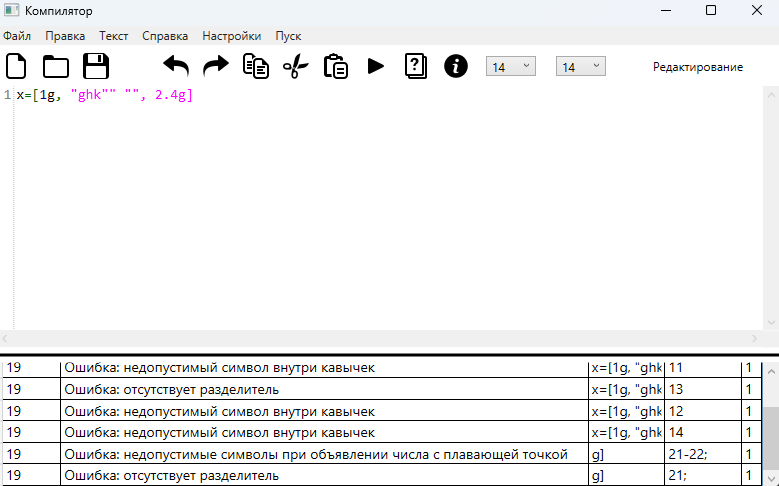 Компилятор
Файл Правка Текст Справка Настройки Пуск
14 14 Редактирование
1 x=[1g, "ghk"" "", 2.4g]
19 Ошибка: недопустимый символ внутри кавычек x=[1g, "ghk 11 1
19 Ошибка: отсутствует разделитель x=[1g, "ghk 13 1
19 Ошибка: недопустимый символ внутри кавычек x=[1g, "ghk 12 1
19 Ошибка: недопустимый символ внутри кавычек x=[1g, "ghk 14 1
19 Ошибка: недопустимые символы при объявлении числа с плавающей точкой g] 21-22; 1
19 Ошибка: отсутствует разделитель g] 21; 1